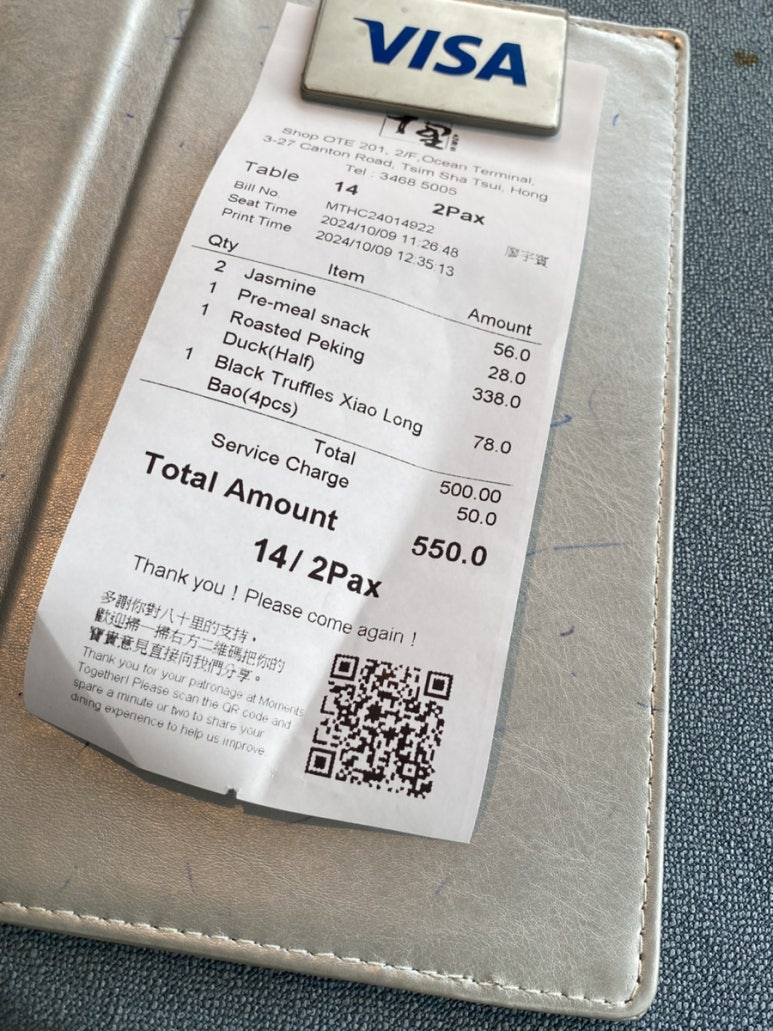 VISA
Shop OTE 201, 2/F, Ocean Terminal,
3-27 Canton Road, Tsim Sha Tsui, Hong
Tel : 3468 5005
Table 14 2Pax
Bill No MTHC24014922
Seat Time 2024/10/09 11:26:48
Print Time 2024/10/09 12:35:13 廖子寶
Qty Item Amount
2 Jasmine 56.0
1 Pre-meal snack 28.0
1 Roasted Peking 338.0
Duck(Half)
1 Black Truffles Xiao Long 78.0
Bao(4pcs)
Total 500.00
Service Charge 50.0
Total Amount 550.0
14/ 2Pax
Thank you ! Please come again !
多謝你對八十里的支持，
歡迎掃一掃右方二維碼把你的
寶貴意見直接向我們分享。
Thank you for your patronage at Moments
Together! Please scan the QR code and
spare a minute or two to share your
dining experience to help us improve